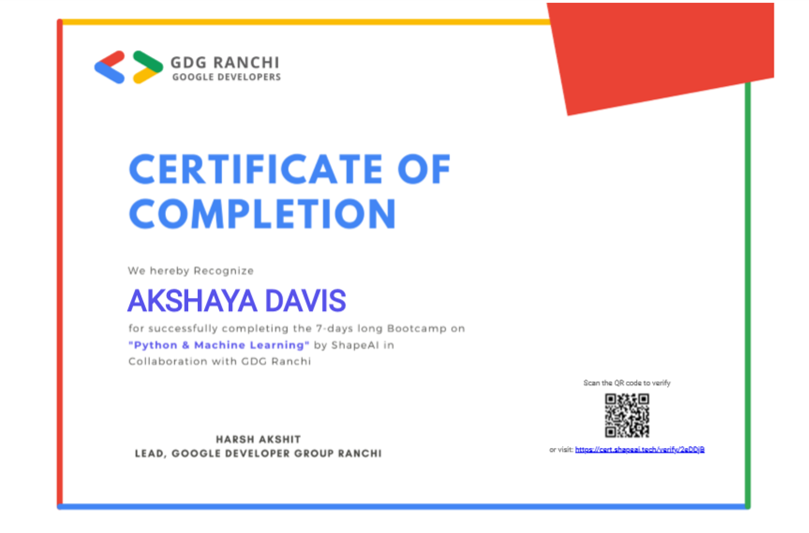 GDG RANCHI
GOOGLE DEVELOPERS
CERTIFICATE OF
COMPLETION
We hereby Recognize
AKSHAYA DAVIS
for successfully completing the 7-days long Bootcamp on
"Python & Machine Learning" by ShapeAI in
Collaboration with GDG Ranchi
Scan the QR code to verify
or visit: https://cert.shapeai.tech/verify/2eDDjB
HARSH AKSHIT
LEAD, GOOGLE DEVELOPER GROUP RANCHI